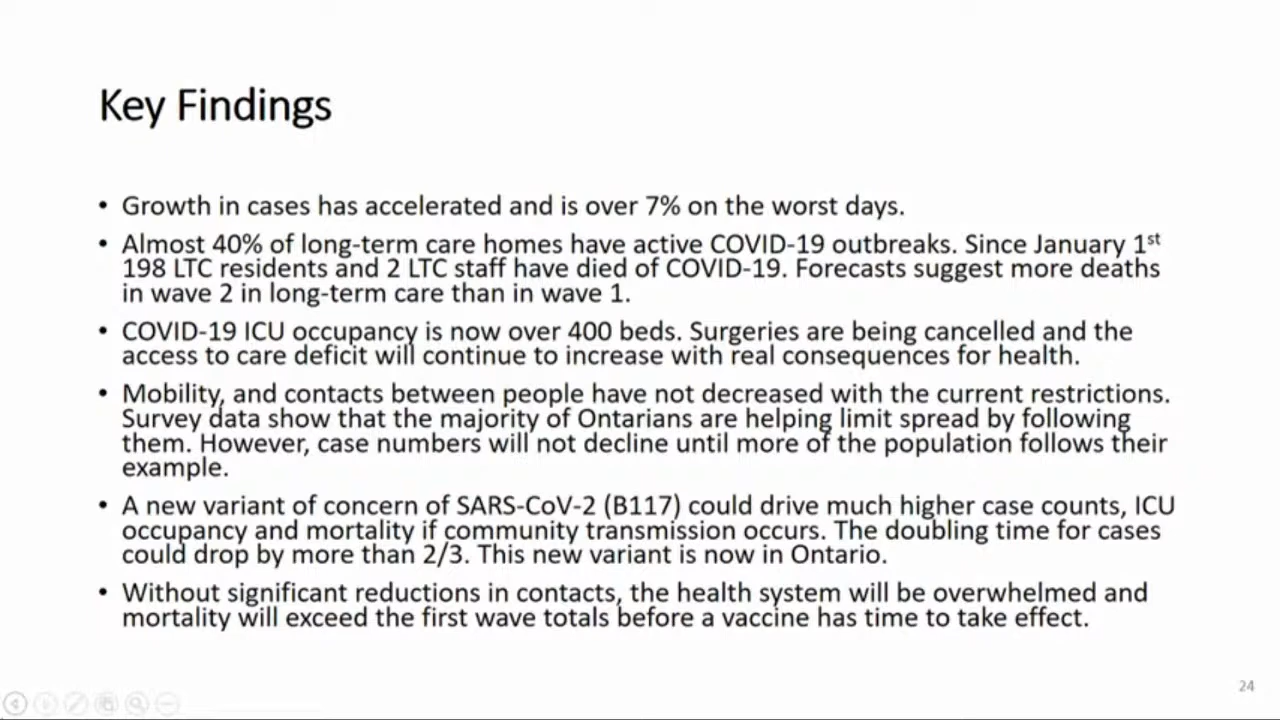 Key Findings
• Growth in cases has accelerated and is over 7% on the worst days.
• Almost 40% of long-term care homes have active COVID-19 outbreaks. Since January 1st
198 LTC residents and 2 LTC staff have died of COVID-19. Forecasts suggest more deaths
in wave 2 in long-term care than in wave 1.
• COVID-19 ICU occupancy is now over 400 beds. Surgeries are being cancelled and the
access to care deficit will continue to increase with real consequences for health.
• Mobility, and contacts between people have not decreased with the current restrictions.
Survey data show that the majority of Ontarians are helping limit spread by following
them. However, case numbers will not decline until more of the population follows their
example.
• A new variant of concern of SARS-CoV-2 (B117) could drive much higher case counts, ICU
occupancy and mortality if community transmission occurs. The doubling time for cases
could drop by more than 2/3. This new variant is now in Ontario.
• Without significant reductions in contacts, the health system will be overwhelmed and
mortality will exceed the first wave totals before a vaccine has time to take effect.
24